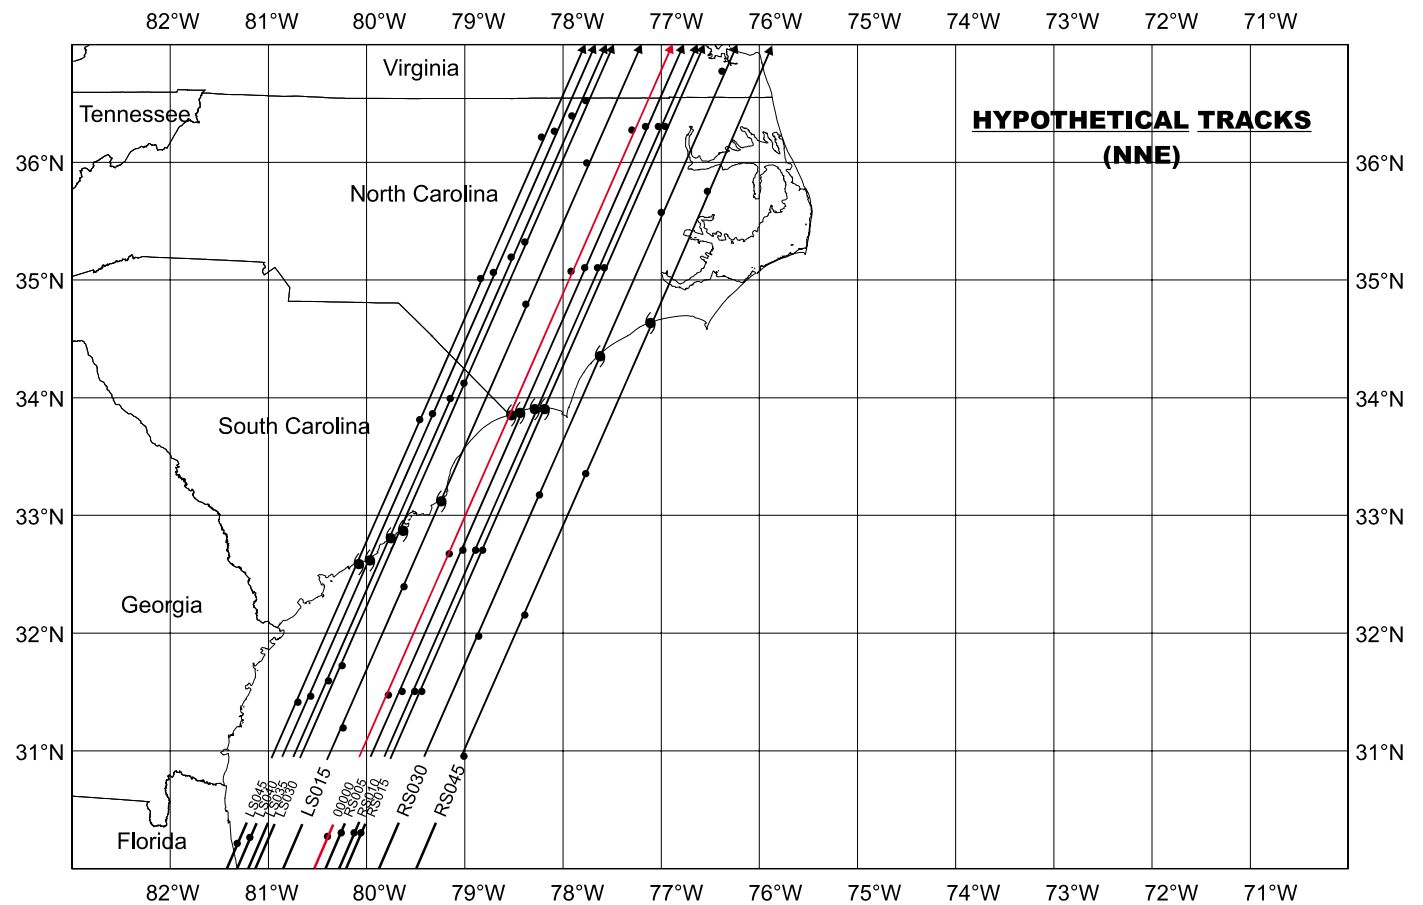 82°W 81°W 80°W 79°W 78°W 77°W 76°W 75°W 74°W 73°W 72°W 71°W
Virginia
Tennessee
HYPOTHETICAL TRACKS
(NNE)
36°N 36°N
North Carolina
35°N 35°N
34°N 34°N
South Carolina
33°N 33°N
Georgia
32°N 32°N
31°N 31°N
LS045
LS040
LS035
LS030
LS015
00000
RS005
RS010
RS015
RS030
RS045
Florida
82°W 81°W 80°W 79°W 78°W 77°W 76°W 75°W 74°W 73°W 72°W 71°W